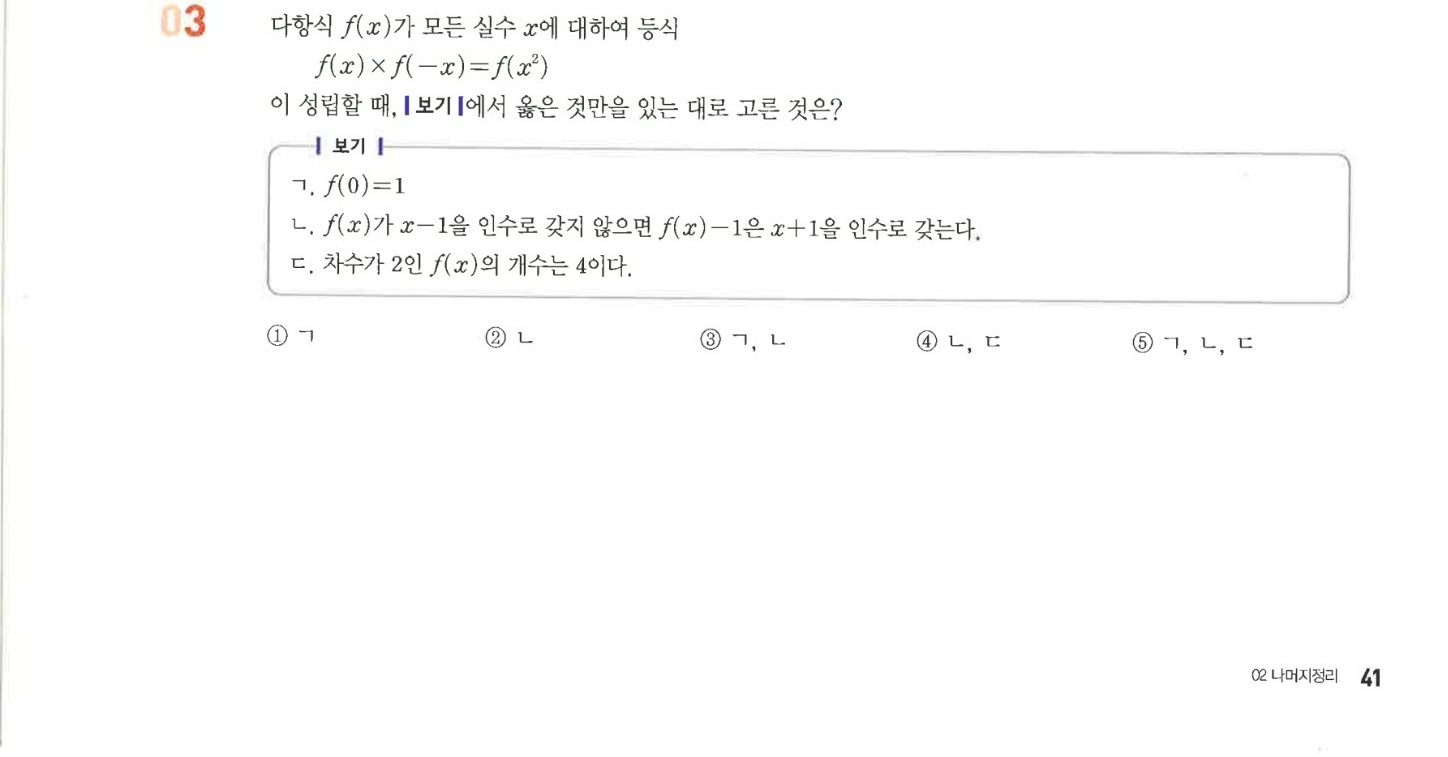 03
다항식 f(x)가 모든 실수 x에 대하여 등식
f(x)×f(−x)=f(x²)
이 성립할 때, 보기 에서 옳은 것만을 있는 대로 고른 것은?
보기
ㄱ. f(0)=1
ㄴ. f(x)가 x−1을 인수로 갖지 않으면 f(x)−1은 x+1을 인수로 갖는다.
ㄷ. 차수가 2인 f(x)의 개수는 4이다.
① ㄱ ② ㄴ ③ ㄱ, ㄴ ④ ㄴ, ㄷ ⑤ ㄱ, ㄴ, ㄷ
02 나머지정리 41